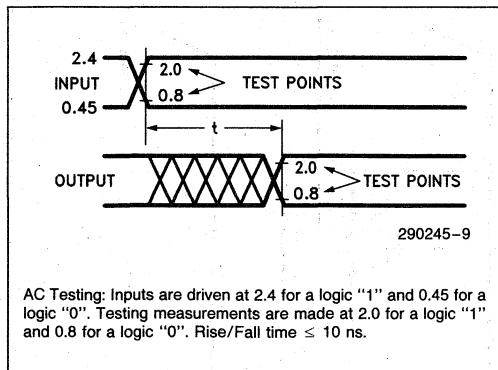 2.4
2.0
INPUT
TEST POINTS
0.8
0.45
t
OUTPUT
2.0
TEST POINTS
0.8
290245-9
AC Testing: Inputs are driven at 2.4 for a logic "1" and 0.45 for a
logic "0". Testing measurements are made at 2.0 for a logic "1"
and 0.8 for a logic "0". Rise/Fall time ≤ 10 ns.